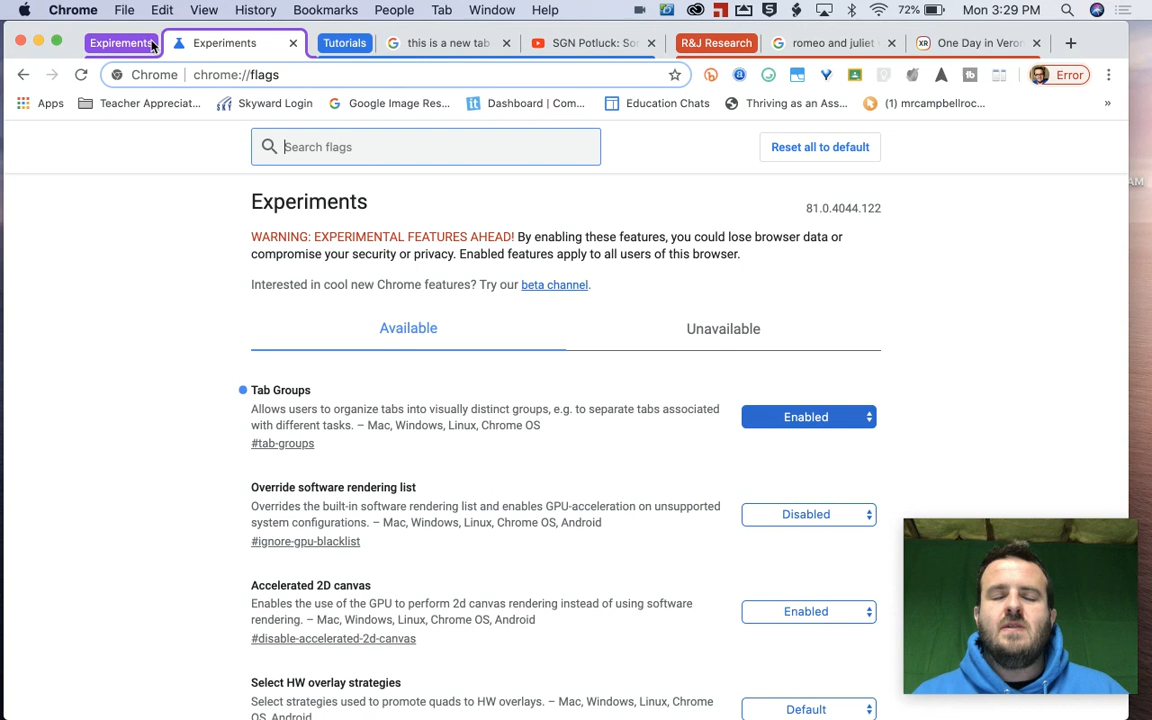 Chrome File Edit View History Bookmarks People Tab Window Help 72% Mon 3:29 PM
Expirements Experiments Tutorials this is a new tab SGN Potluck: Sor R&J Research romeo and juliet One Day in Veron
Chrome chrome://flags Error
Apps Teacher Appreciat... Skyward Login Google Image Res... Dashboard | Com... Education Chats Thriving as an Ass... (1) mrcampbellroc... »
Search flags Reset all to default
Experiments 81.0.4044.122
WARNING: EXPERIMENTAL FEATURES AHEAD! By enabling these features, you could lose browser data or
compromise your security or privacy. Enabled features apply to all users of this browser.
Interested in cool new Chrome features? Try our beta channel.
Available Unavailable
Tab Groups
Allows users to organize tabs into visually distinct groups, e.g. to separate tabs associated
with different tasks. – Mac, Windows, Linux, Chrome OS
#tab-groups
Enabled
Override software rendering list
Overrides the built-in software rendering list and enables GPU-acceleration on unsupported
system configurations. – Mac, Windows, Linux, Chrome OS, Android
#ignore-gpu-blacklist
Disabled
Accelerated 2D canvas
Enables the use of the GPU to perform 2d canvas rendering instead of using software
rendering. – Mac, Windows, Linux, Chrome OS, Android
#disable-accelerated-2d-canvas
Enabled
Select HW overlay strategies
Select strategies used to promote quads to HW overlays. – Mac, Windows, Linux, Chrome
OS, Android
Default
AM